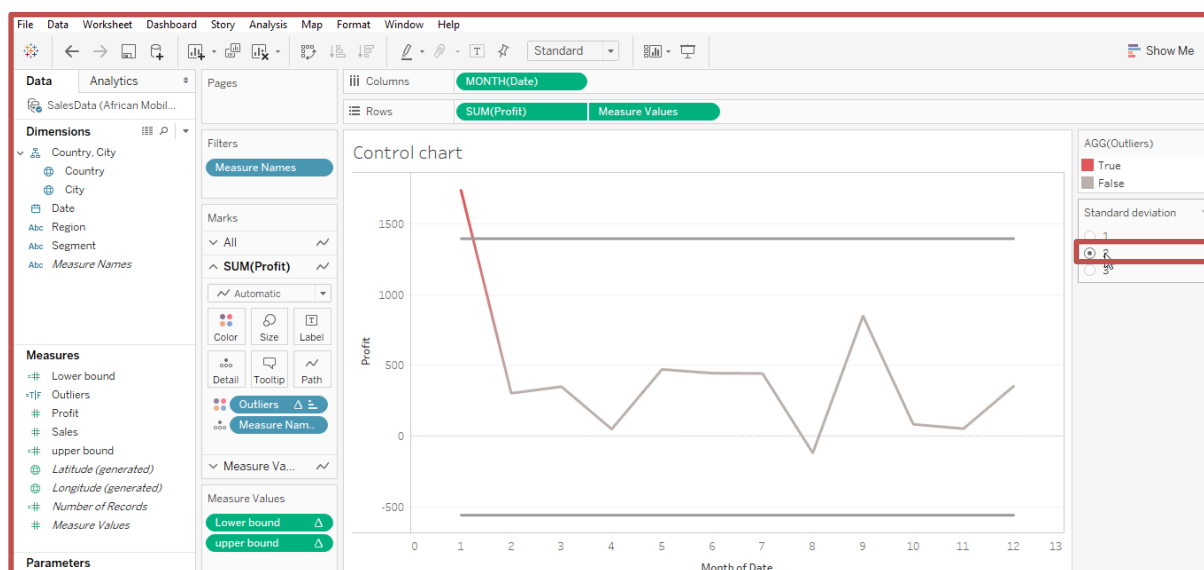 File Data Worksheet Dashboard Story Analysis Map Format Window Help
Standard
Show Me
Data Analytics
SalesData (African Mobil...
Dimensions
Country, City
Country
City
Date
Abc Region
Abc Segment
Abc Measure Names
Measures
=# Lower bound
=T|F Outliers
# Profit
# Sales
=# upper bound
Latitude (generated)
Longitude (generated)
=# Number of Records
# Measure Values
Parameters
Pages
Filters
Measure Names
Marks
All
SUM(Profit)
Automatic
Color Size Label
Detail Tooltip Path
Outliers
Measure Nam..
Measure Va...
Measure Values
Lower bound
upper bound
Columns MONTH(Date)
Rows SUM(Profit) Measure Values
Control chart
Profit
1500
1000
500
0
-500
0 1 2 3 4 5 6 7 8 9 10 11 12 13
Month of Date
AGG(Outliers)
True
False
Standard deviation
1
2
3